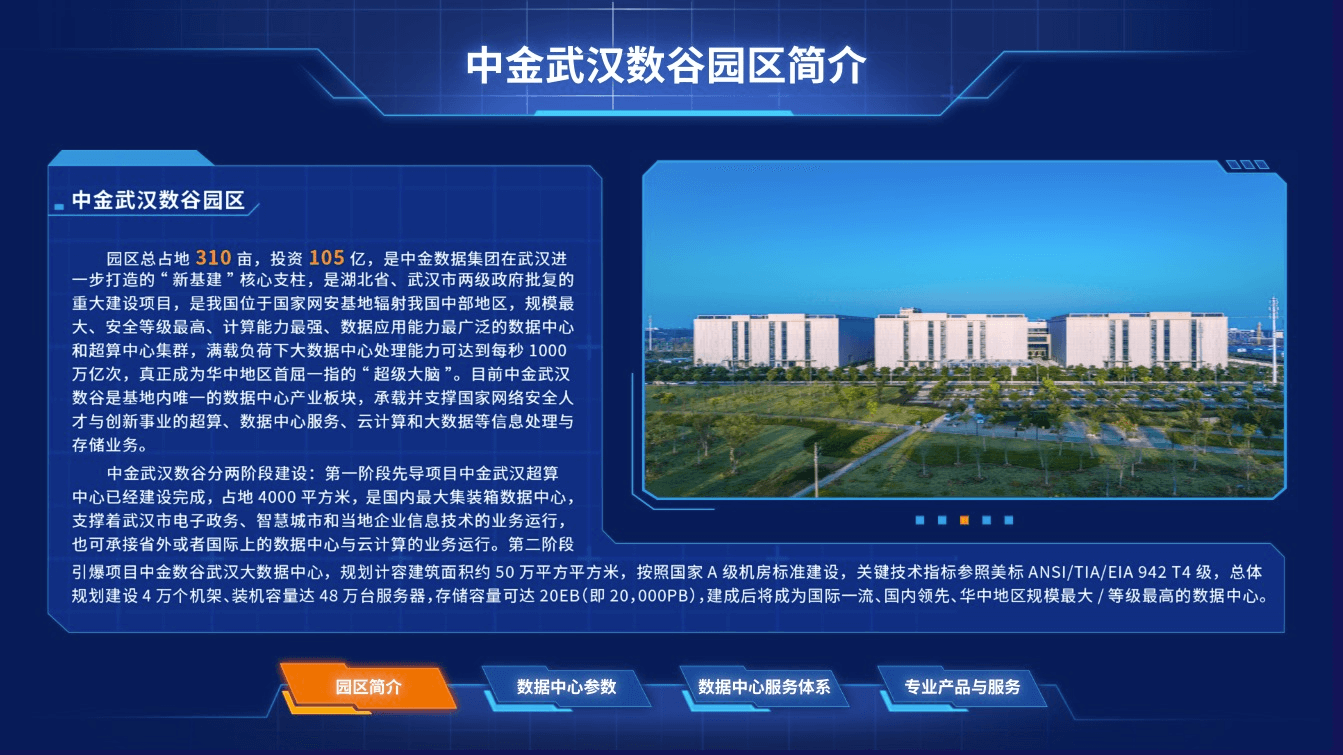 中金武汉数谷园区简介
中金武汉数谷园区
园区总占地 310 亩，投资 105 亿，是中金数据集团在武汉进
一步打造的“新基建”核心支柱，是湖北省、武汉市两级政府批复的
重大建设项目，是我国位于国家网安基地辐射我国中部地区，规模最
大、安全等级最高、计算能力最强、数据应用能力最广泛的数据中心
和超算中心集群，满载负荷下大数据中心处理能力可达到每秒 1000
万亿次，真正成为华中地区首屈一指的“超级大脑”。目前中金武汉
数谷是基地内唯一的数据中心产业板块，承载并支撑国家网络安全人
才与创新事业的超算、数据中心服务、云计算和大数据等信息处理与
存储业务。
中金武汉数谷分两阶段建设：第一阶段先导项目中金武汉超算
中心已经建设完成，占地 4000 平方米，是国内最大集装箱数据中心，
支撑着武汉市电子政务、智慧城市和当地企业信息技术的业务运行，
也可承接省外或者国际上的数据中心与云计算的业务运行。第二阶段
引爆项目中金数谷武汉大数据中心，规划计容建筑面积约 50 万平方平方米，按照国家 A 级机房标准建设，关键技术指标参照美标 ANSI/TIA/EIA 942 T4 级，总体
规划建设 4 万个机架、装机容量达 48 万台服务器，存储容量可达 20EB（即 20,000PB），建成后将成为国际一流、国内领先、华中地区规模最大 / 等级最高的数据中心。
园区简介
数据中心参数
数据中心服务体系
专业产品与服务